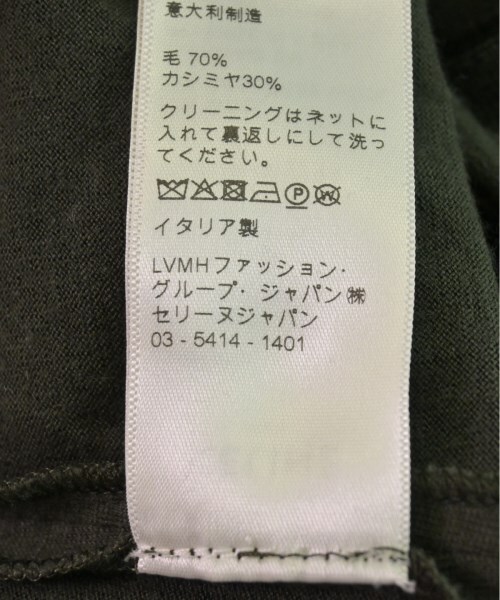 意大利制造
毛 70%
カシミヤ30%
クリーニングはネットに
入れて裏返しにして洗っ
てください。
P W
イタリア製
LVMHファッション・
グループ・ジャパン㈱
セリーヌジャパン
03 - 5414 - 1401